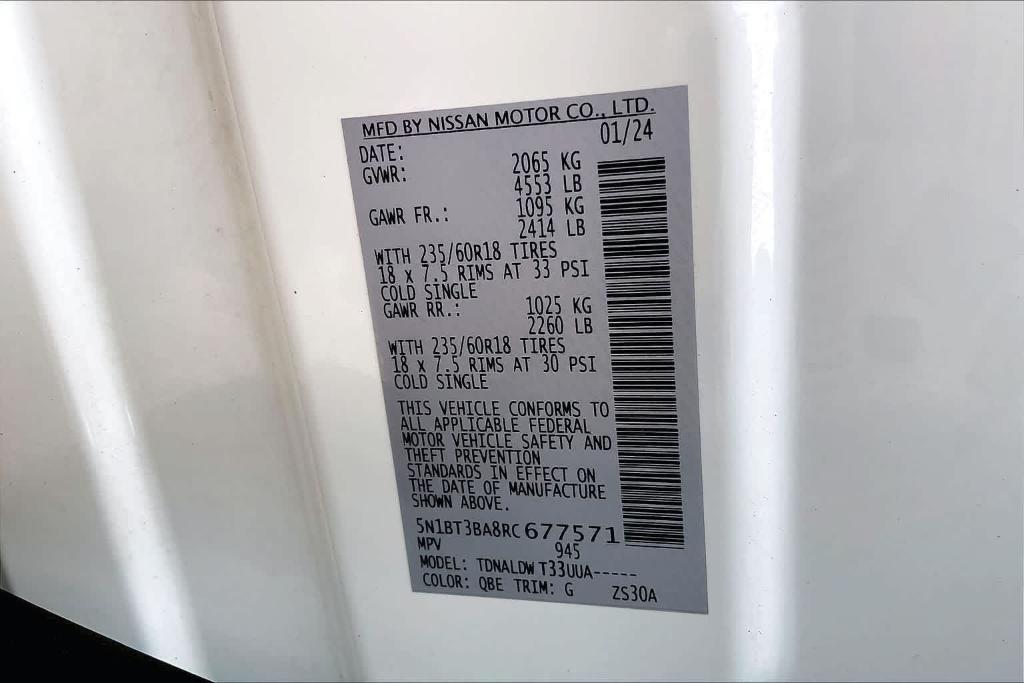 MFD BY NISSAN MOTOR CO., LTD.
DATE: 01/24
GVWR: 2065 KG
4553 LB
GAWR FR.: 1095 KG
2414 LB
WITH 235/60R18 TIRES
18 x 7.5 RIMS AT 33 PSI
COLD SINGLE
GAWR RR.: 1025 KG
2260 LB
WITH 235/60R18 TIRES
18 x 7.5 RIMS AT 30 PSI
COLD SINGLE
THIS VEHICLE CONFORMS TO
ALL APPLICABLE FEDERAL
MOTOR VEHICLE SAFETY AND
THEFT PREVENTION
STANDARDS IN EFFECT ON
THE DATE OF MANUFACTURE
SHOWN ABOVE.
5N1BT3BA8RC677571
MPV 945
MODEL: TDNALDW T33UUA-----
COLOR: QBE TRIM: G ZS30A